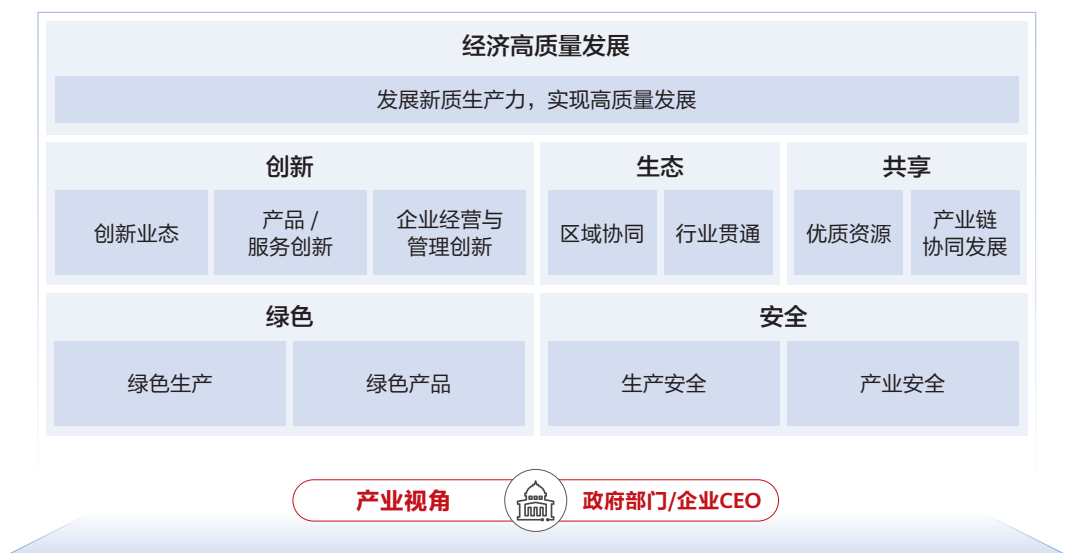 经济高质量发展
发展新质生产力，实现高质量发展
创新
创新业态
产品 /
服务创新
企业经营与
管理创新
生态
区域协同
行业贯通
共享
优质资源
产业链
协同发展
绿色
绿色生产
绿色产品
安全
生产安全
产业安全
产业视角
政府部门/企业CEO